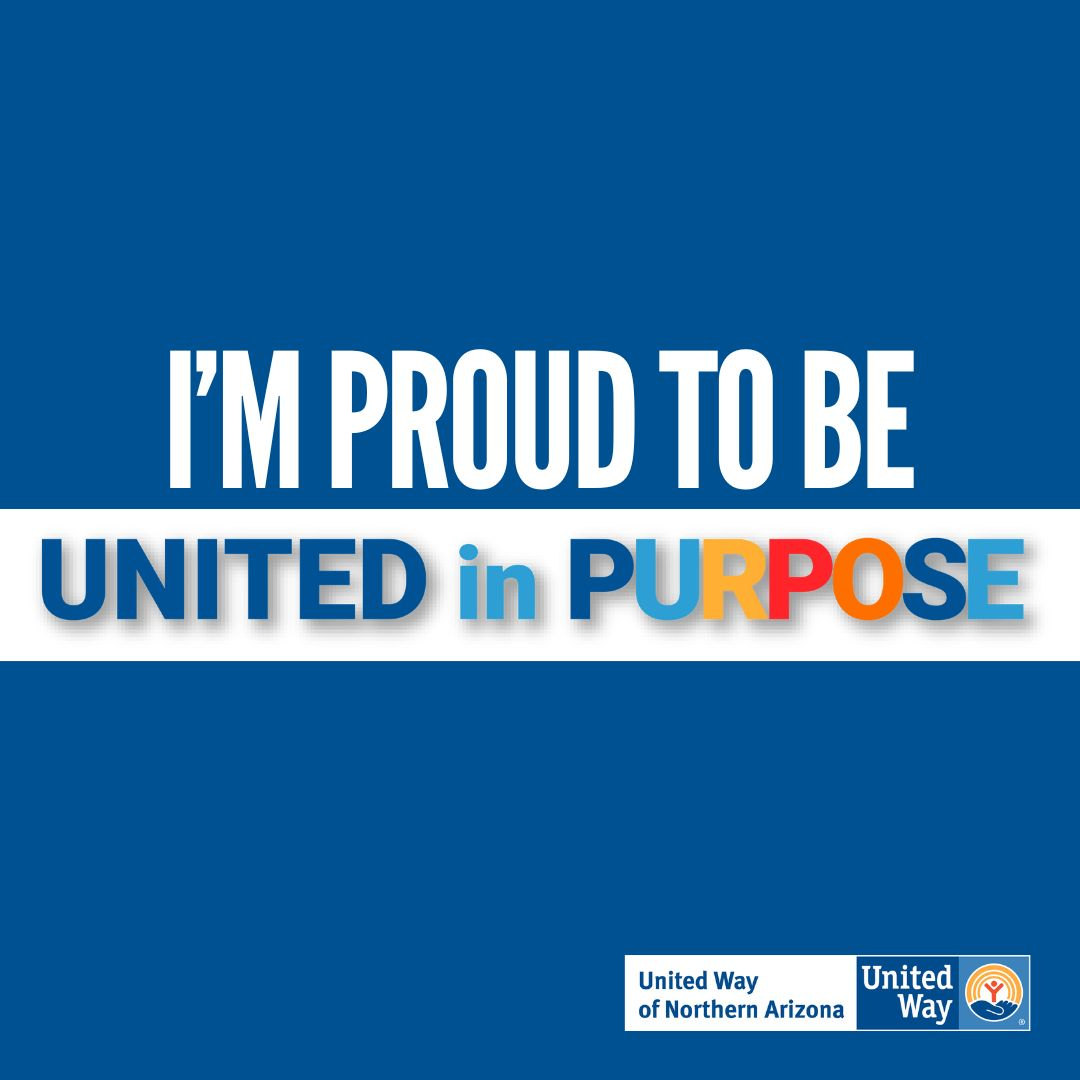 I’M PROUD TO BE
UNITED in PURPOSE
United Way
of Northern Arizona
United
Way
®